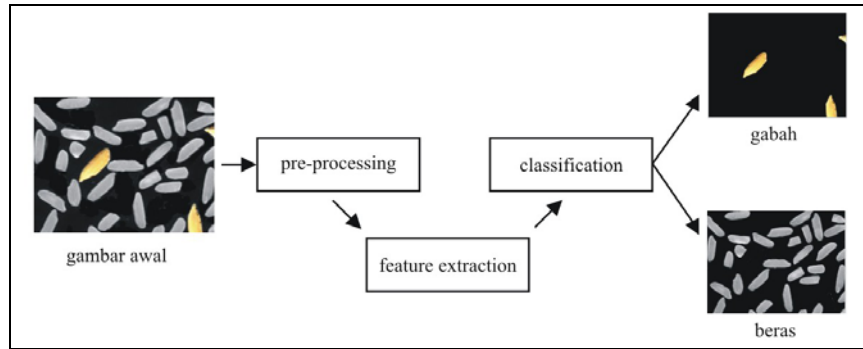 gambar awal
pre-processing
feature extraction
classification
gabah
beras